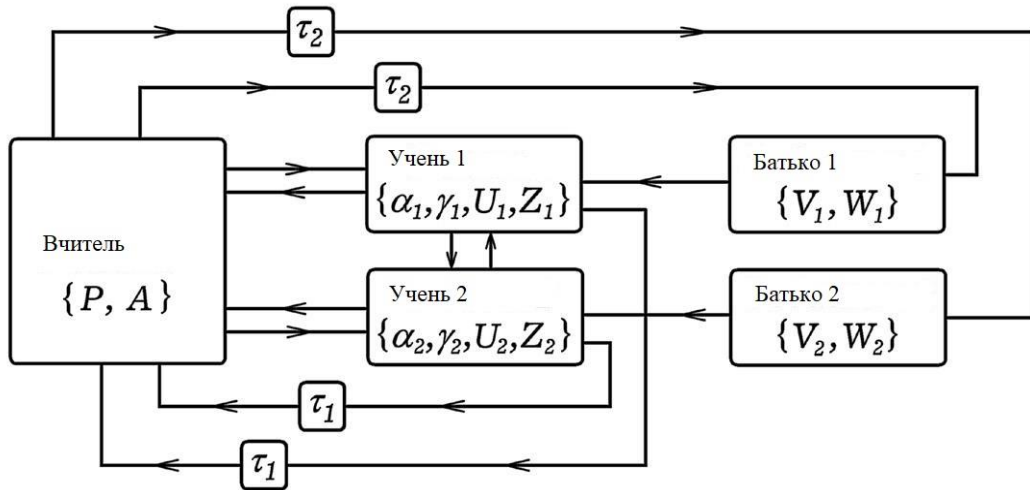 τ₂
τ₂
Учень 1
{α₁,γ₁,U₁,Z₁}
Батько 1
{V₁,W₁}
Вчитель
{P, A}
Учень 2
{α₂,γ₂,U₂,Z₂}
Батько 2
{V₂,W₂}
τ₁
τ₁